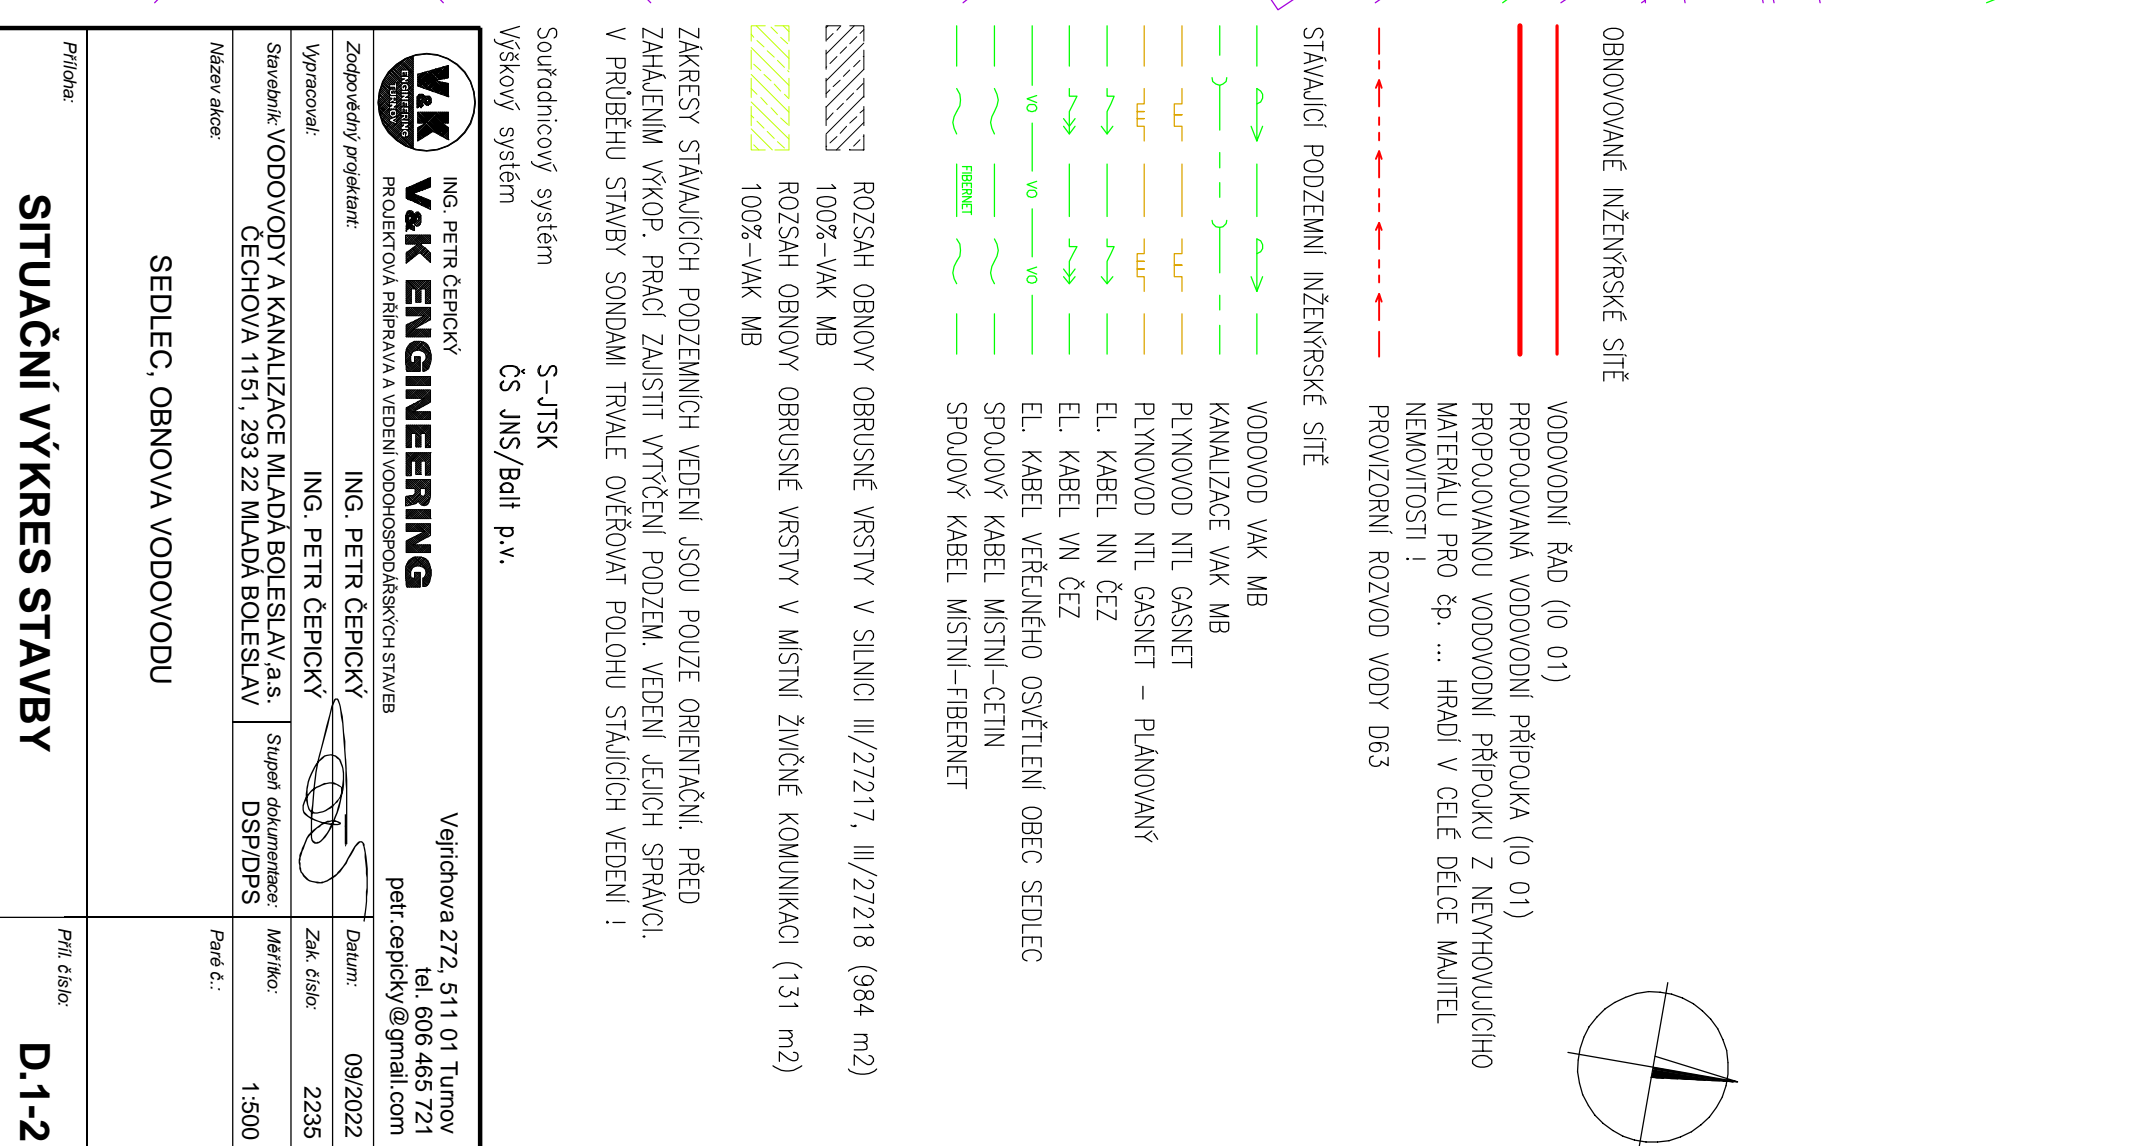 OBNOVOVANÉ INŽENÝRSKÉ SÍTĚ
VODOVODNÍ ŘAD (IO 01)
PROPOJOVANÁ VODOVODNÍ PŘÍPOJKA (IO 01)
PROPOJOVANOU VODOVODNÍ PŘÍPOJKU Z NEVYHOVUJÍCÍHO
MATERIÁLU PRO čp. ... HRADÍ V CELÉ DÉLCE MAJITEL
NEMOVITOSTI !
PROVIZORNÍ ROZVOD VODY D63
STÁVAJÍCÍ PODZEMNÍ INŽENÝRSKÉ SÍTĚ
VODOVOD VAK MB
KANALIZACE VAK MB
PLYNOVOD NTL GASNET
PLYNOVOD NTL GASNET – PLÁNOVANÝ
EL. KABEL NN ČEZ
EL. KABEL VN ČEZ
VO VO VO EL. KABEL VEŘEJNÉHO OSVĚTLENÍ OBEC SEDLEC
SPOJOVÝ KABEL MÍSTNÍ–CETIN
FIBERNET SPOJOVÝ KABEL MÍSTNÍ–FIBERNET
ROZSAH OBNOVY OBRUSNÉ VRSTVY V SILNICI III/27217, III/27218 (984 m2)
100%–VAK MB
ROZSAH OBNOVY OBRUSNÉ VRSTVY V MÍSTNÍ ŽIVIČNÉ KOMUNIKACI (131 m2)
100%–VAK MB
ZÁKRESY STÁVAJÍCÍCH PODZEMNÍCH VEDENÍ JSOU POUZE ORIENTAČNÍ. PŘED
ZAHÁJENÍM VÝKOP. PRACÍ ZAJISTIT VYTÝČENÍ PODZEM. VEDENÍ JEJICH SPRÁVCI.
V PRŮBĚHU STAVBY SONDAMI TRVALE OVĚŘOVAT POLOHU STÁJÍCÍCH VEDENÍ !
Souřadnicový systém S–JTSK
Výškový systém ČS JNS/Balt p.v.
V&K
ENGINEERING
TURNOV
ING. PETR ČEPICKÝ
V&K ENGINEERING
PROJEKTOVÁ PŘÍPRAVA A VEDENÍ VODOHOSPODÁŘSKÝCH STAVEB
Vejrichova 272, 511 01 Turnov
tel. 606 465 721
petr.cepicky@gmail.com
Zodpovědný projektant: ING. PETR ČEPICKÝ
Datum: 09/2022
Vypracoval: ING. PETR ČEPICKÝ
Zak. číslo: 2235
Stavebník: VODOVODY A KANALIZACE MLADÁ BOLESLAV,a.s.
ČECHOVA 1151, 293 22 MLADÁ BOLESLAV
Stupeň dokumentace:
DSP/DPS
Měřítko:
1:500
Název akce:
SEDLEC, OBNOVA VODOVODU
Paré č.:
Příloha:
SITUAČNÍ VÝKRES STAVBY
Příl. číslo:
D.1-2